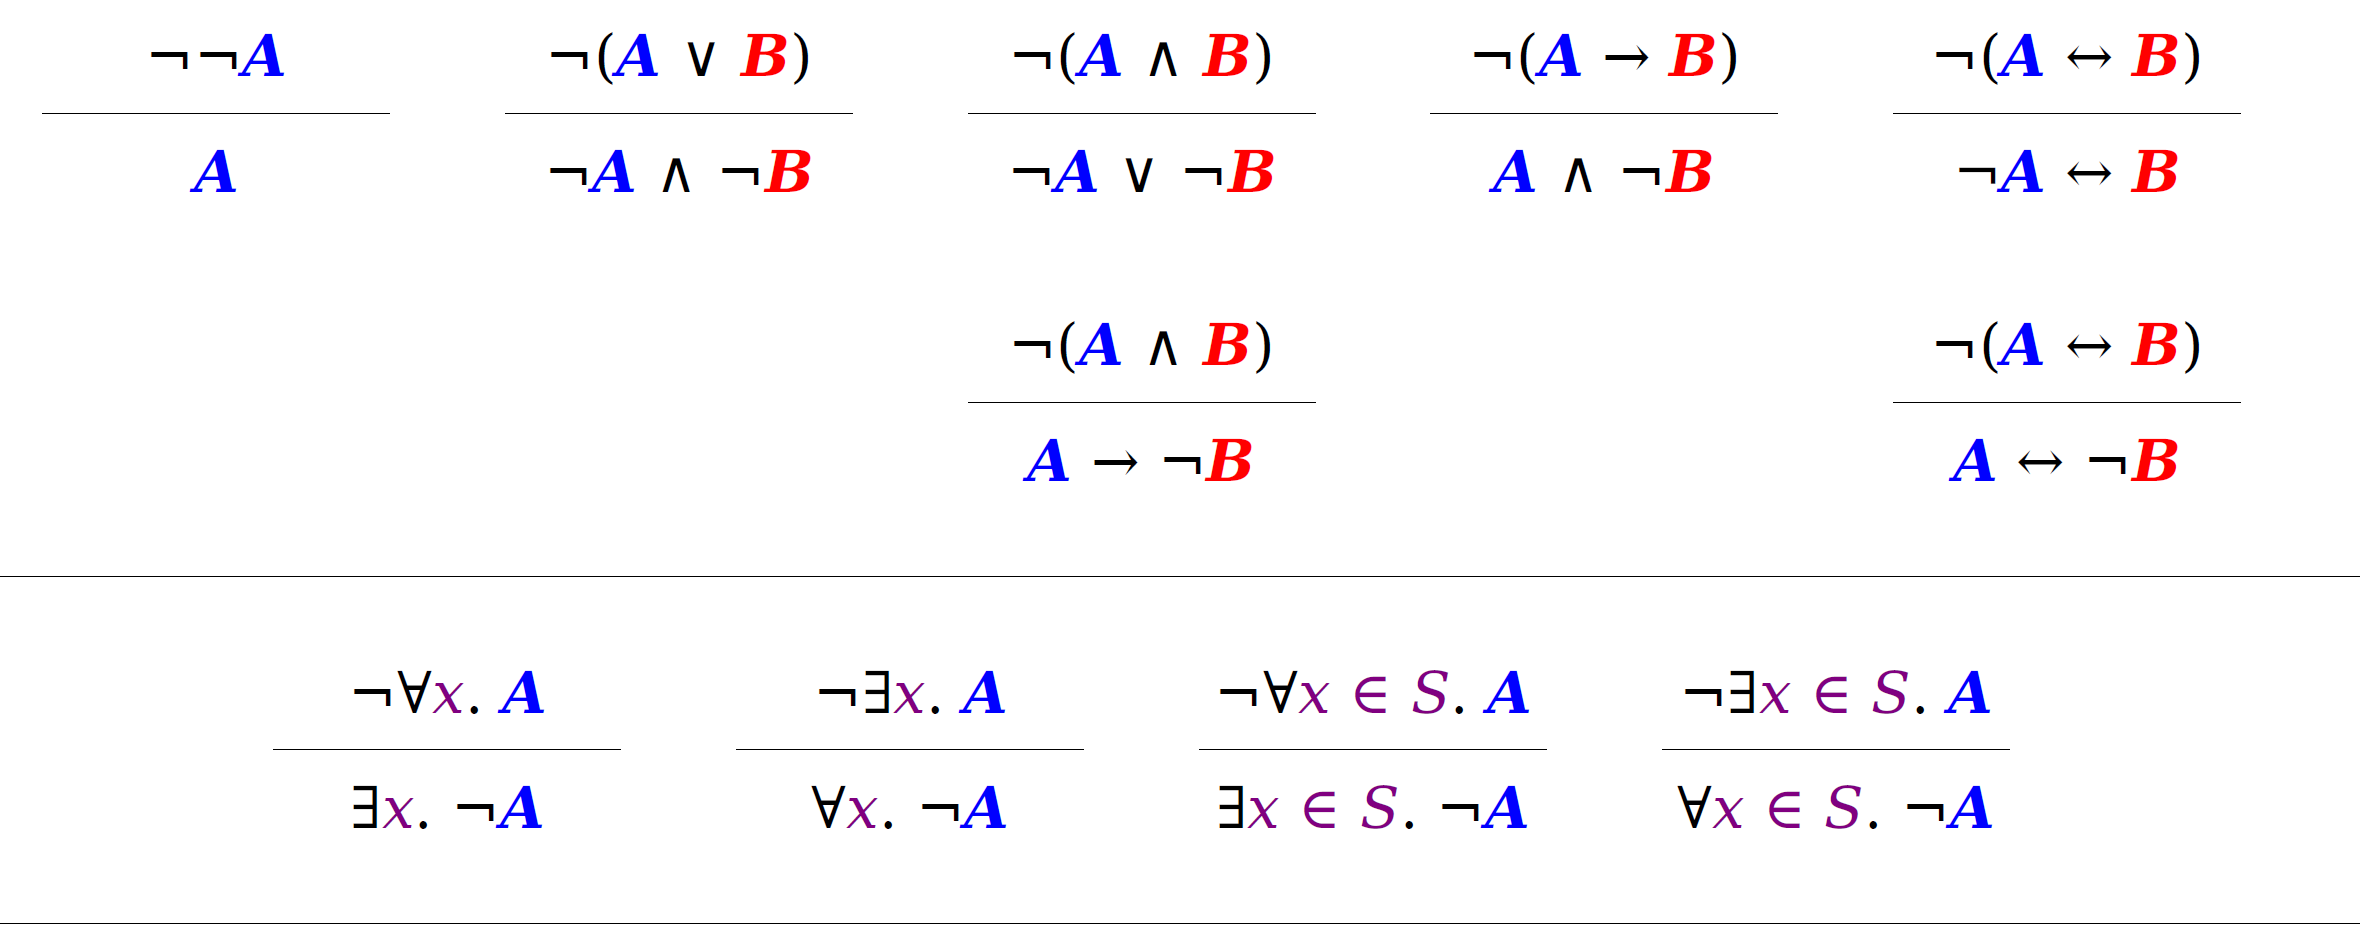 ¬¬A ¬(A ∨ B) ¬(A ∧ B) ¬(A → B) ¬(A ↔ B)
A ¬A ∧ ¬B ¬A ∨ ¬B A ∧ ¬B ¬A ↔ B
¬(A ∧ B) ¬(A ↔ B)
A → ¬B A ↔ ¬B
¬∀x. A ¬∃x. A ¬∀x ∈ S. A ¬∃x ∈ S. A
∃x. ¬A ∀x. ¬A ∃x ∈ S. ¬A ∀x ∈ S. ¬A